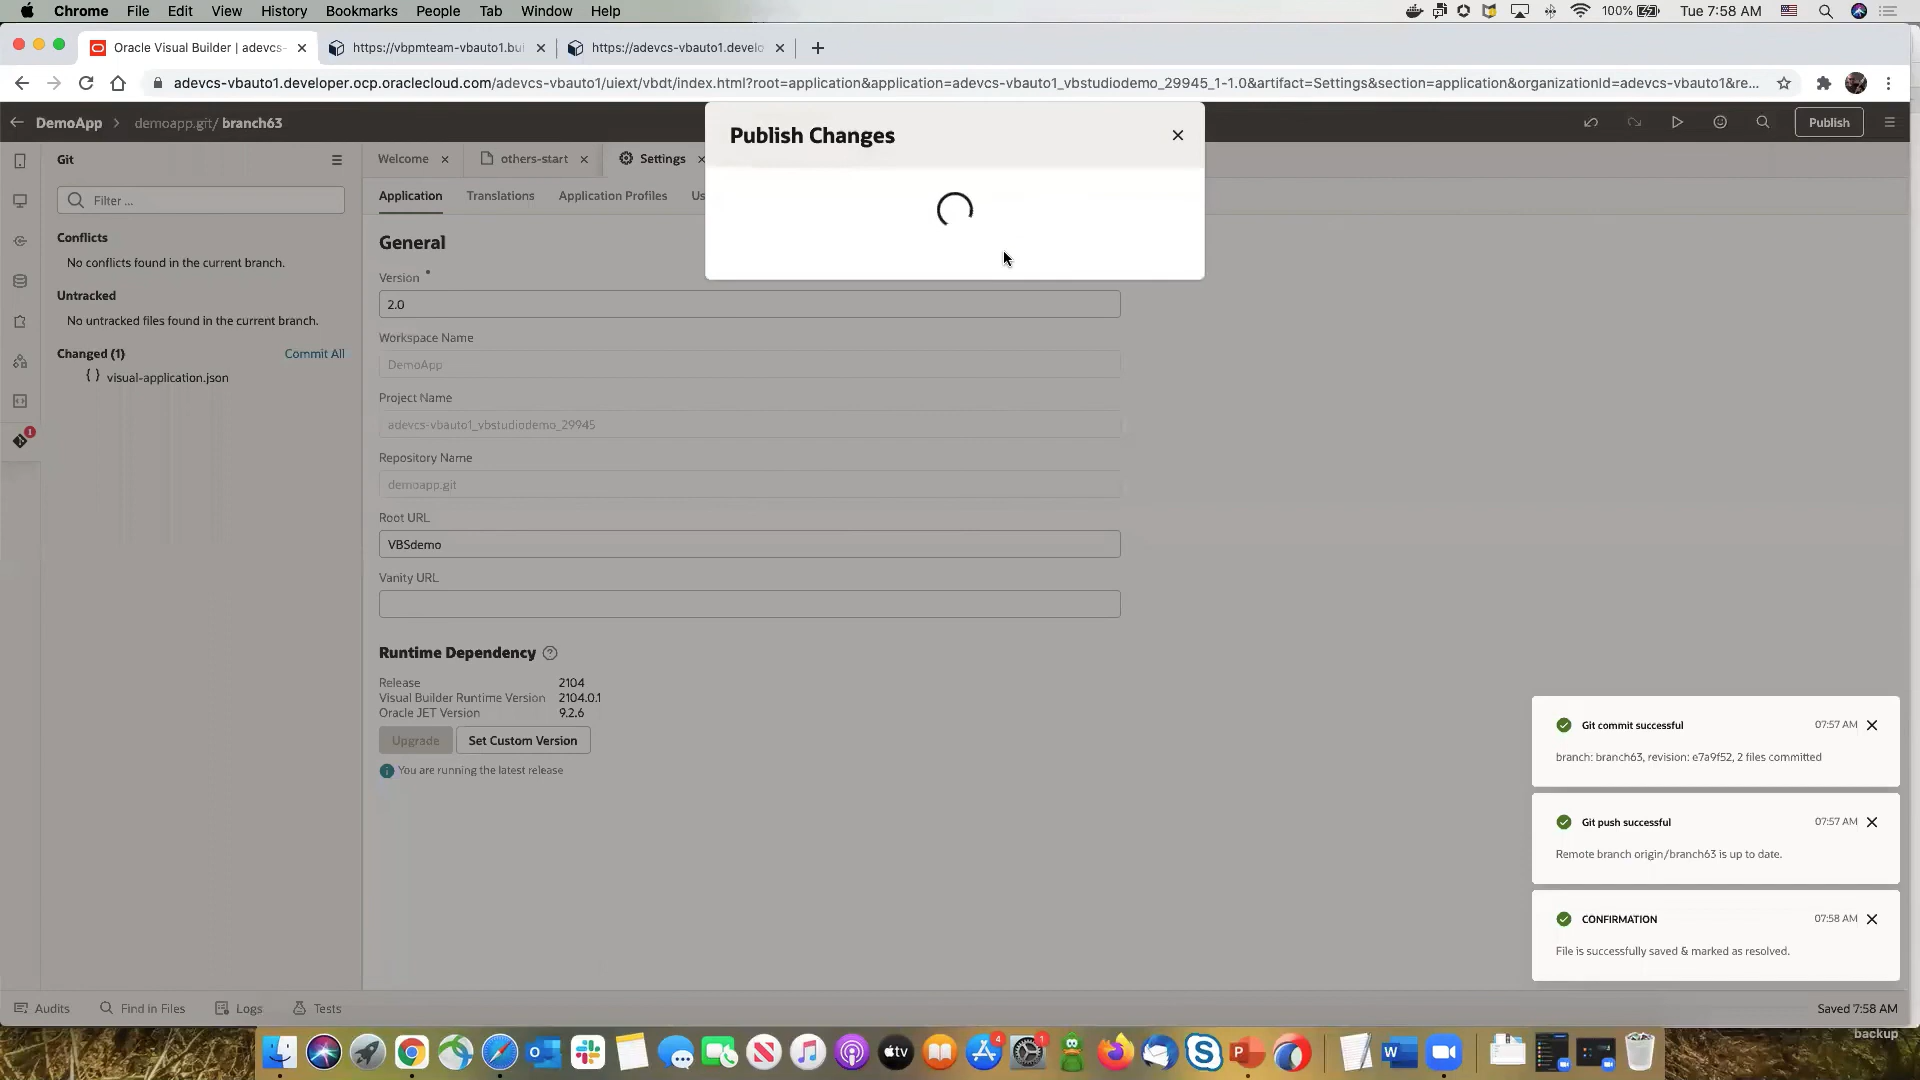 Chrome File Edit View History Bookmarks People Tab Window Help
100% Tue 7:58 AM
Oracle Visual Builder | adevcs-
https://vbpmteam-vbauto1.bui
https://adevcs-vbauto1.develo
adevcs-vbauto1.developer.ocp.oraclecloud.com/adevcs-vbauto1/uiext/vbdt/index.html?root=application&application=adevcs-vbauto1_vbstudiodemo_29945_1-1.0&artifact=Settings&section=application&organizationId=adevcs-vbauto1&re...
DemoApp > demoapp.git/ branch63
Publish
Publish Changes
Git
Filter ...
Conflicts
No conflicts found in the current branch.
Untracked
No untracked files found in the current branch.
Changed (1) Commit All
{ } visual-application.json
1
Welcome
others-start
Settings
Application Translations Application Profiles Us
General
Version *
2.0
Workspace Name
DemoApp
Project Name
adevcs-vbauto1_vbstudiodemo_29945
Repository Name
demoapp.git
Root URL
VBSdemo
Vanity URL
Runtime Dependency ?
Release 2104
Visual Builder Runtime Version 2104.0.1
Oracle JET Version 9.2.6
Upgrade Set Custom Version
You are running the latest release
Git commit successful 07:57 AM
branch: branch63, revision: e7a9f52, 2 files committed
Git push successful 07:57 AM
Remote branch origin/branch63 is up to date.
CONFIRMATION 07:58 AM
File is successfully saved & marked as resolved.
Audits Find in Files Logs Tests
Saved 7:58 AM
backup
tv
4
1